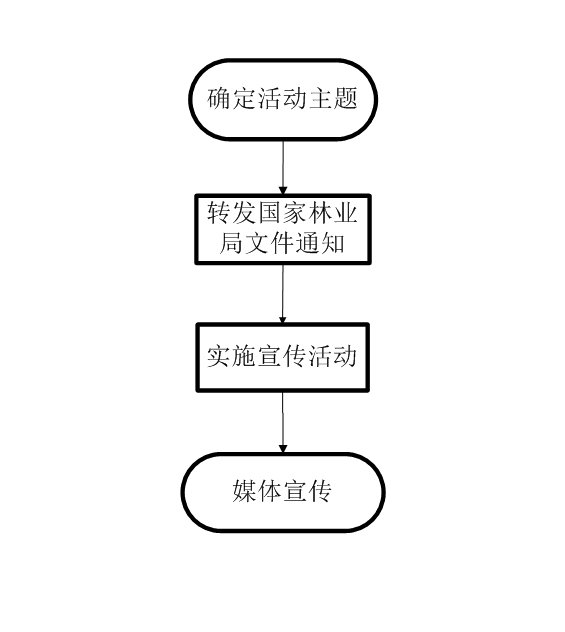 确定活动主题
转发国家林业
局文件通知
实施宣传活动
媒体宣传